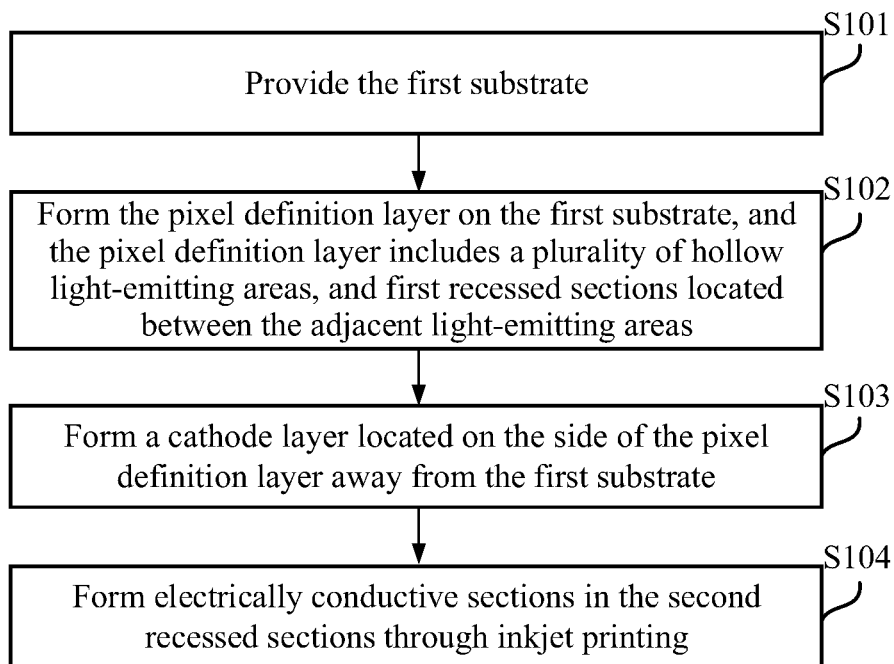 S101
Provide the first substrate
S102
Form the pixel definition layer on the first substrate, and
the pixel definition layer includes a plurality of hollow
light-emitting areas, and first recessed sections located
between the adjacent light-emitting areas
S103
Form a cathode layer located on the side of the pixel
definition layer away from the first substrate
S104
Form electrically conductive sections in the second
recessed sections through inkjet printing